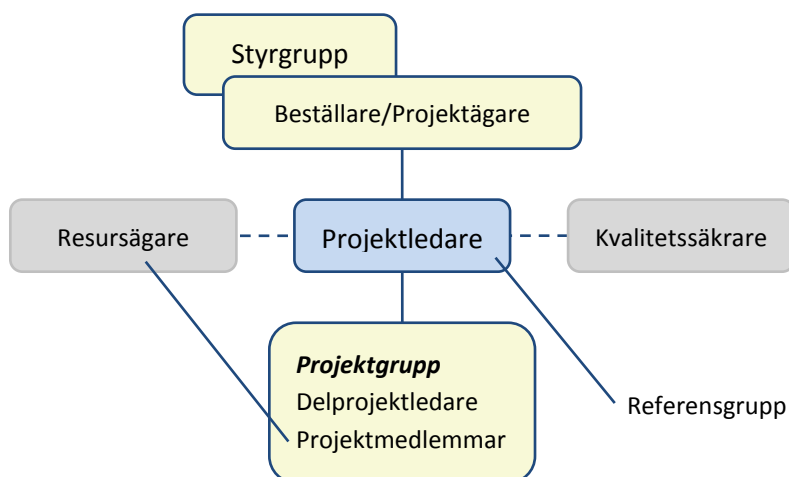 Styrgrupp
Beställare/Projektägare
Resursägare
Projektledare
Kvalitetssäkrare
Projektgrupp
Delprojektledare
Projektmedlemmar
Referensgrupp